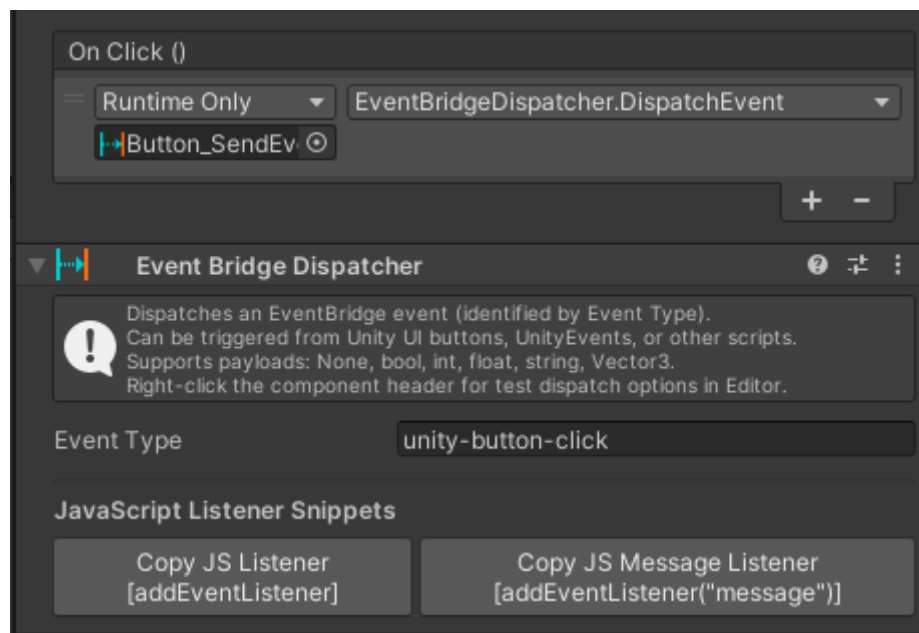 On Click ()
Runtime Only
EventBridgeDispatcher.DispatchEvent
Button_SendEv
+ -
Event Bridge Dispatcher
Dispatches an EventBridge event (identified by Event Type).
Can be triggered from Unity UI buttons, UnityEvents, or other scripts.
Supports payloads: None, bool, int, float, string, Vector3.
Right-click the component header for test dispatch options in Editor.
Event Type
unity-button-click
JavaScript Listener Snippets
Copy JS Listener
[addEventListener]
Copy JS Message Listener
[addEventListener("message")]